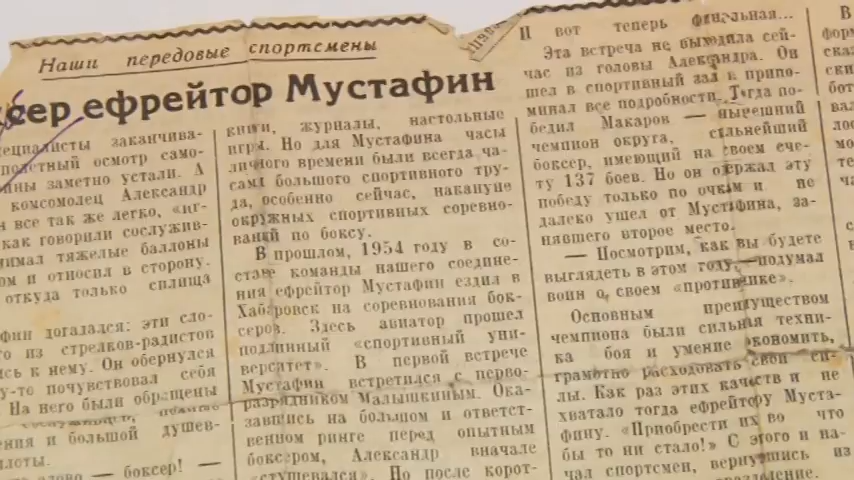 Наши передовые спортсмены
ефрейтор Мустафин
заканчива-
осмотр само-
заметно устали. А
комсомолец Александр
все так же легко, «иг-
как говорили сослужив-
тяжелые баллоны
и относил в сторону.
откуда только силища
догадался: эти сло-
из стрелков-радистов
к нему. Он обернулся
почувствовал себя
На него были обращены
и большой душев-
— боксер! —
книги, журналы, настольные
игры. Но для Мустафина часы
личного времени были всегда ча-
сами большого спортивного тру-
да, особенно сейчас, накануне
окружных спортивных соревно-
ваний по боксу.
В прошлом, 1954 году в со-
ставе команды нашего соедине-
ния ефрейтор Мустафин ездил в
Хабаровск на соревнования бок-
серов. Здесь авиатор прошел
подлинный «спортивный уни-
верситет». В первой встрече
Мустафин встретился с перво-
разрядником Малышкиным. Ока-
завшись на большом и ответст-
венном ринге перед опытным
боксером, Александр вначале
«стушевался». Но после корот-
И вот теперь финальная...
Эта встреча не выходила сей-
час из головы Александра. Он
шел в спортивный зал и припо-
минал все подробности. Тогда по-
бедил Макаров — нынешний
чемпион округа, сильнейший
боксер, имеющий на своем сче-
ту 137 боев. Но он одержал эту
победу только по очкам и не
далеко ушел от Мустафина, за-
нявшего второе место.
— Посмотрим, как вы будете
выглядеть в этом году,—подумал
воин о своем «противнике».
Основным преимуществом
чемпиона были сильная техни-
ка боя и умение экономить,
грамотно расходовать свои си-
лы. Как раз этих качеств и не
хватало тогда ефрейтору Муста-
фину. «Приобрести их во что
бы то ни стало!» С этого и на-
чал спортсмен, вернувшись из